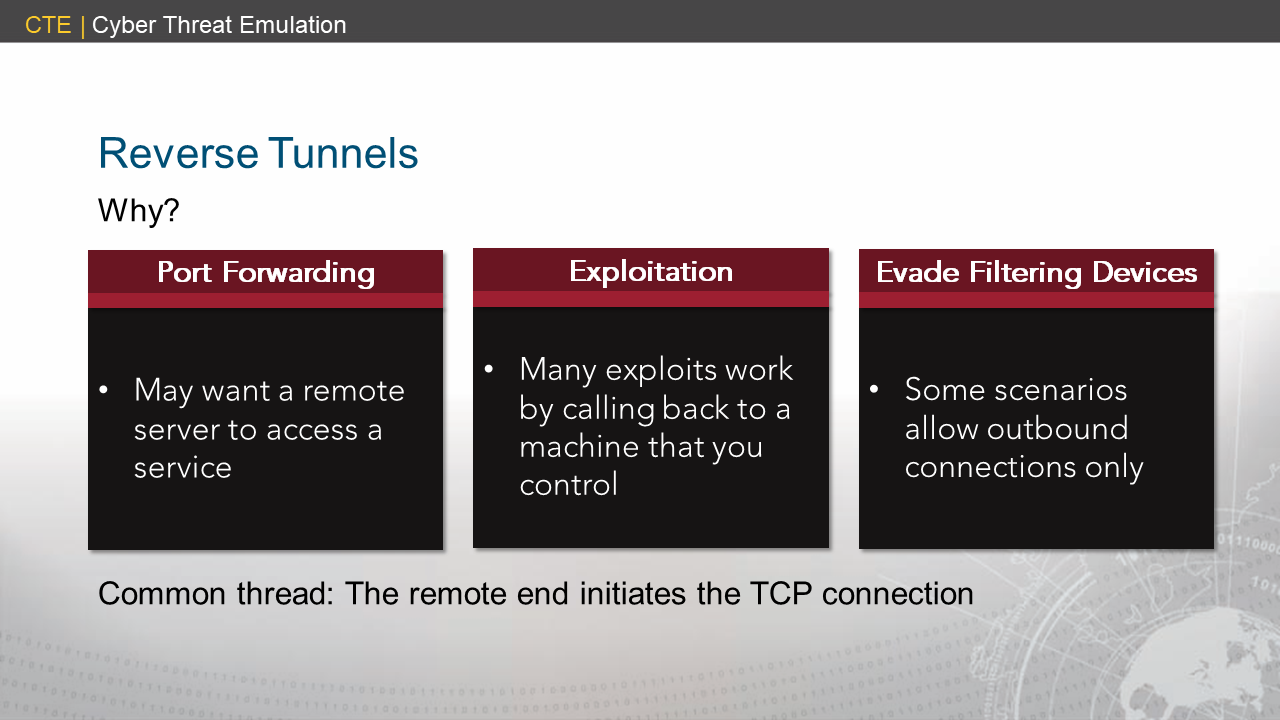 CTE | Cyber Threat Emulation
Reverse Tunnels
Why?
Port Forwarding
• May want a remote
server to access a
service
Exploitation
• Many exploits work
by calling back to a
machine that you
control
Evade Filtering Devices
• Some scenarios
allow outbound
connections only
Common thread: The remote end initiates the TCP connection